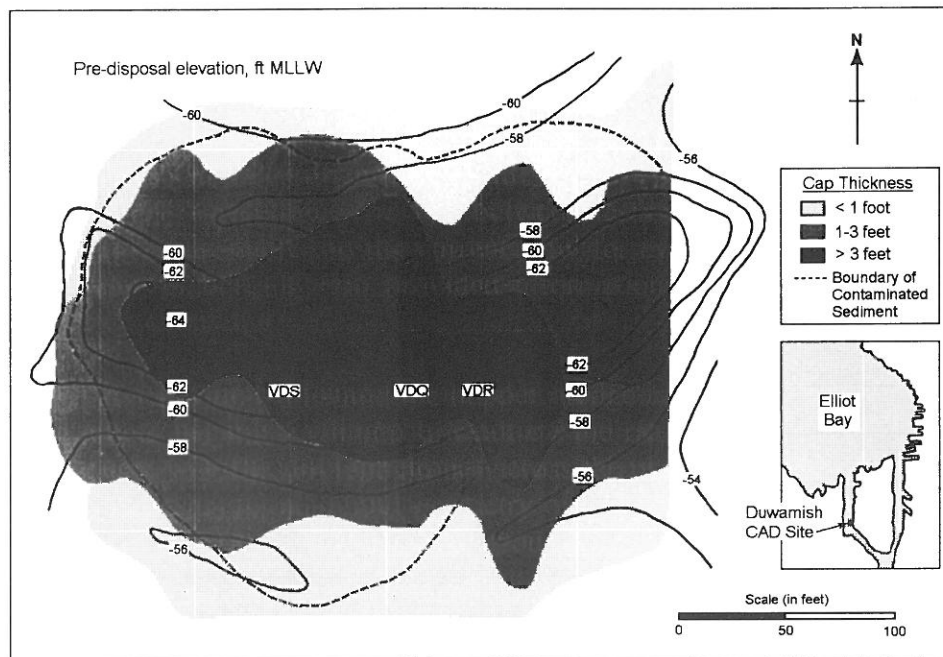 Pre-disposal elevation, ft MLLW
N
-60
-58
-56
Cap Thickness
< 1 foot
1-3 feet
> 3 feet
Boundary of
Contaminated
Sediment
-58
-60
-62
-60
-62
-64
-62
-60
-58
VDS
VDQ
VDR
-62
-60
-58
-56
-54
-56
Elliot
Bay
Duwamish
CAD Site
Scale (in feet)
0
50
100